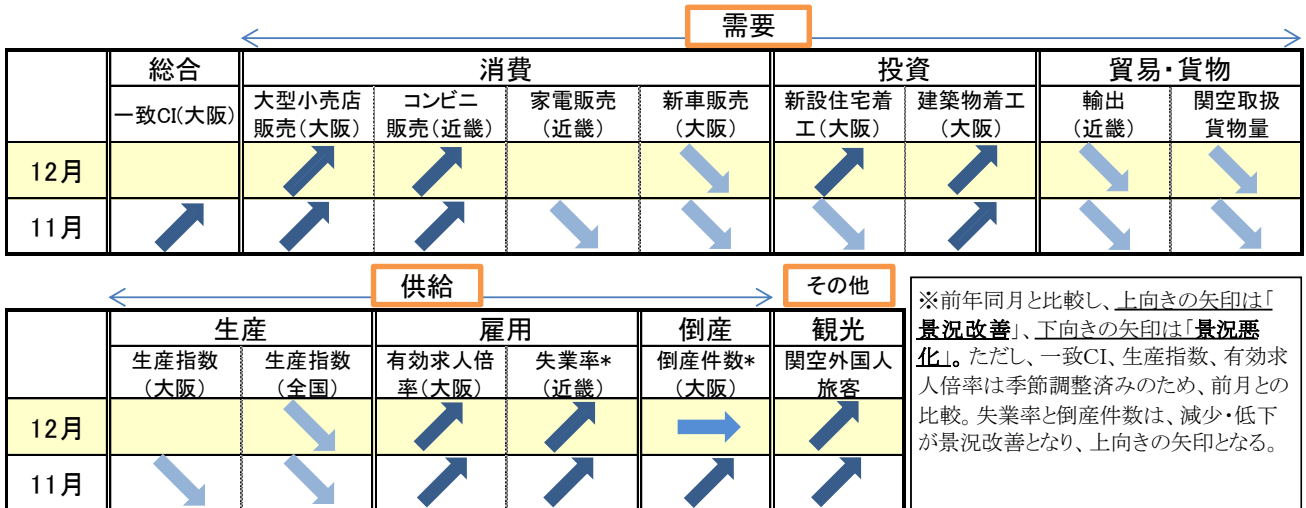 需要
総合 消費 投資 貿易・貨物
一致CI(大阪) 大型小売店販売(大阪) コンビニ販売(近畿) 家電販売(近畿) 新車販売(大阪) 新設住宅着工(大阪) 建築物着工(大阪) 輸出(近畿) 関空取扱貨物量
12月
11月
供給 その他
生産 雇用 倒産 観光
生産指数(大阪) 生産指数(全国) 有効求人倍率(大阪) 失業率*(近畿) 倒産件数*(大阪) 関空外国人旅客
12月
11月
※前年同月と比較し、上向きの矢印は「
景況改善」、下向きの矢印は「景況悪
化」。ただし、一致CI、生産指数、有効求
人倍率は季節調整済みのため、前月との
比較。失業率と倒産件数は、減少・低下
が景況改善となり、上向きの矢印となる。